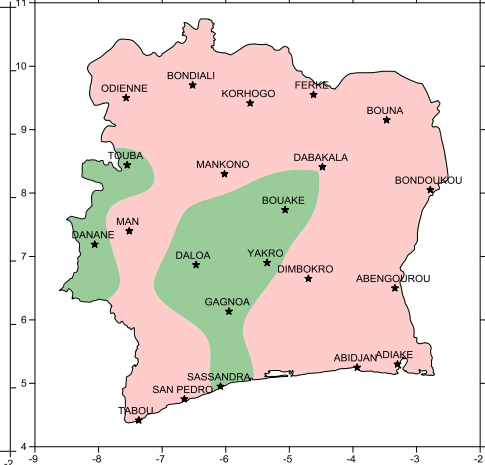 11
10
9
8
7
6
5
4
BONDIALI
ODIENNE
KORHOGO
FERKE
BOUNA
TOUBA
MANKONO
DABAKALA
BONDOUKOU
BOUAKE
MAN
DANANE
DALOA
YAKRO
DIMBOKRO
ABENGOUROU
GAGNOA
ABIDJAN
ADIAKE
SASSANDRA
SAN PEDRO
TABOU
-2
-9
-8
-7
-6
-5
-4
-3
-2